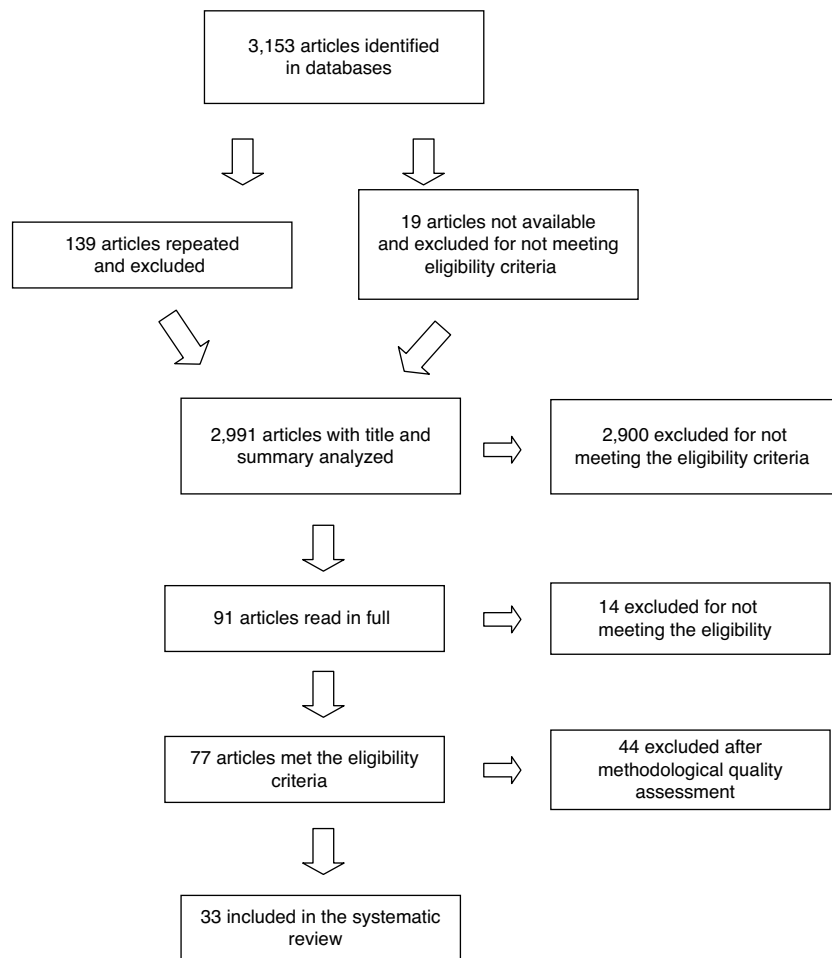 3,153 articles identified
in databases
139 articles repeated
and excluded
19 articles not available
and excluded for not meeting
eligibility criteria
2,991 articles with title and
summary analyzed
2,900 excluded for not
meeting the eligibility criteria
91 articles read in full
14 excluded for not
meeting the eligibility
77 articles met the eligibility
criteria
44 excluded after
methodological quality
assessment
33 included in the systematic
review